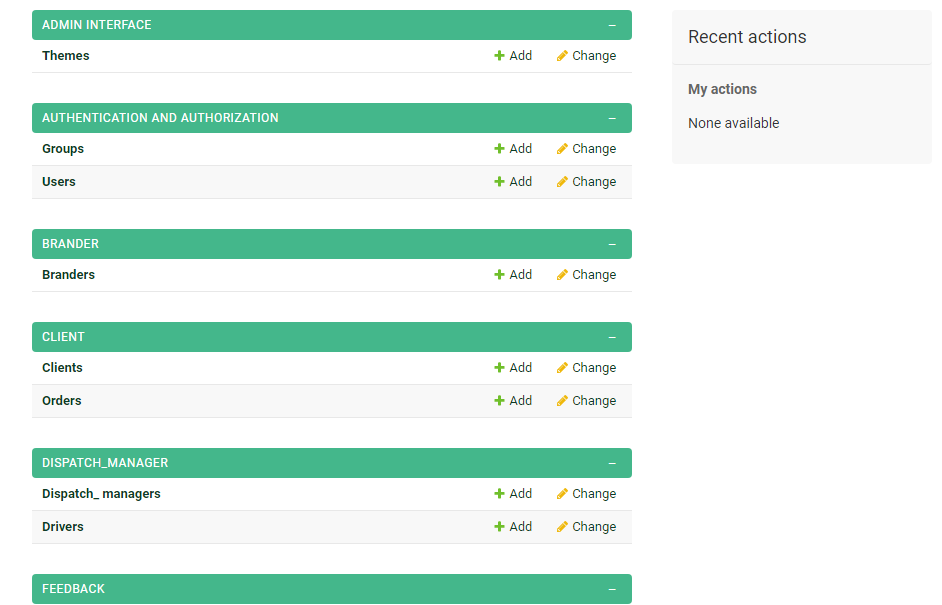 ADMIN INTERFACE –
Themes Add Change
AUTHENTICATION AND AUTHORIZATION –
Groups Add Change
Users Add Change
BRANDER –
Branders Add Change
CLIENT –
Clients Add Change
Orders Add Change
DISPATCH_MANAGER –
Dispatch_ managers Add Change
Drivers Add Change
FEEDBACK –
Recent actions
My actions
None available